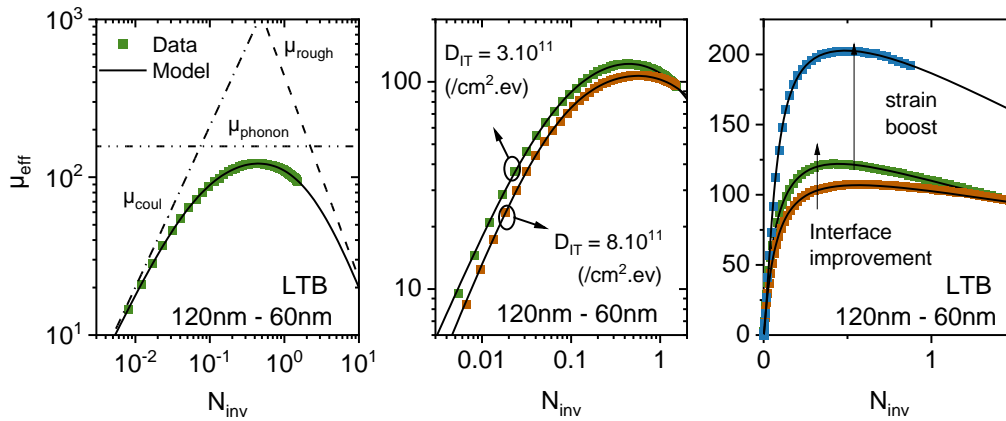 10³
10²
10¹
μeff
Data
Model
μrough
μphonon
μcoul
LTB
120nm - 60nm
10⁻² 10⁻¹ 10⁰ 10¹
Ninv
100
10
DIT = 3.10¹¹
(/cm².ev)
DIT = 8.10¹¹
(/cm².ev)
LTB
120nm - 60nm
0.01 0.1 1
Ninv
200
150
100
50
0
strain
boost
Interface
improvement
LTB
120nm - 60nm
0 1
Ninv